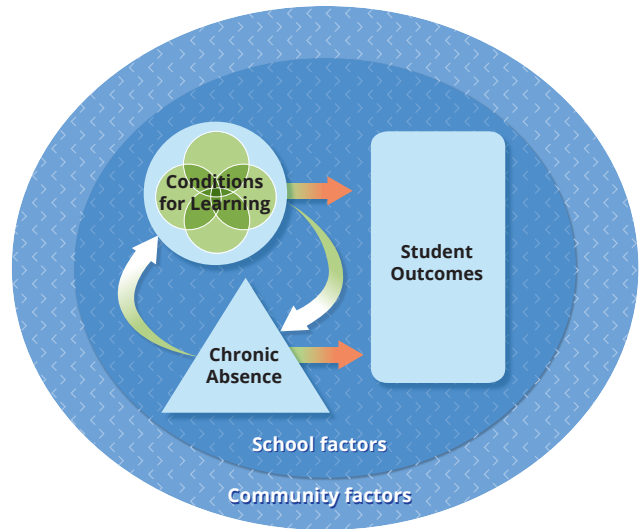 Conditions
for Learning
Student
Outcomes
Chronic
Absence
School factors
Community factors